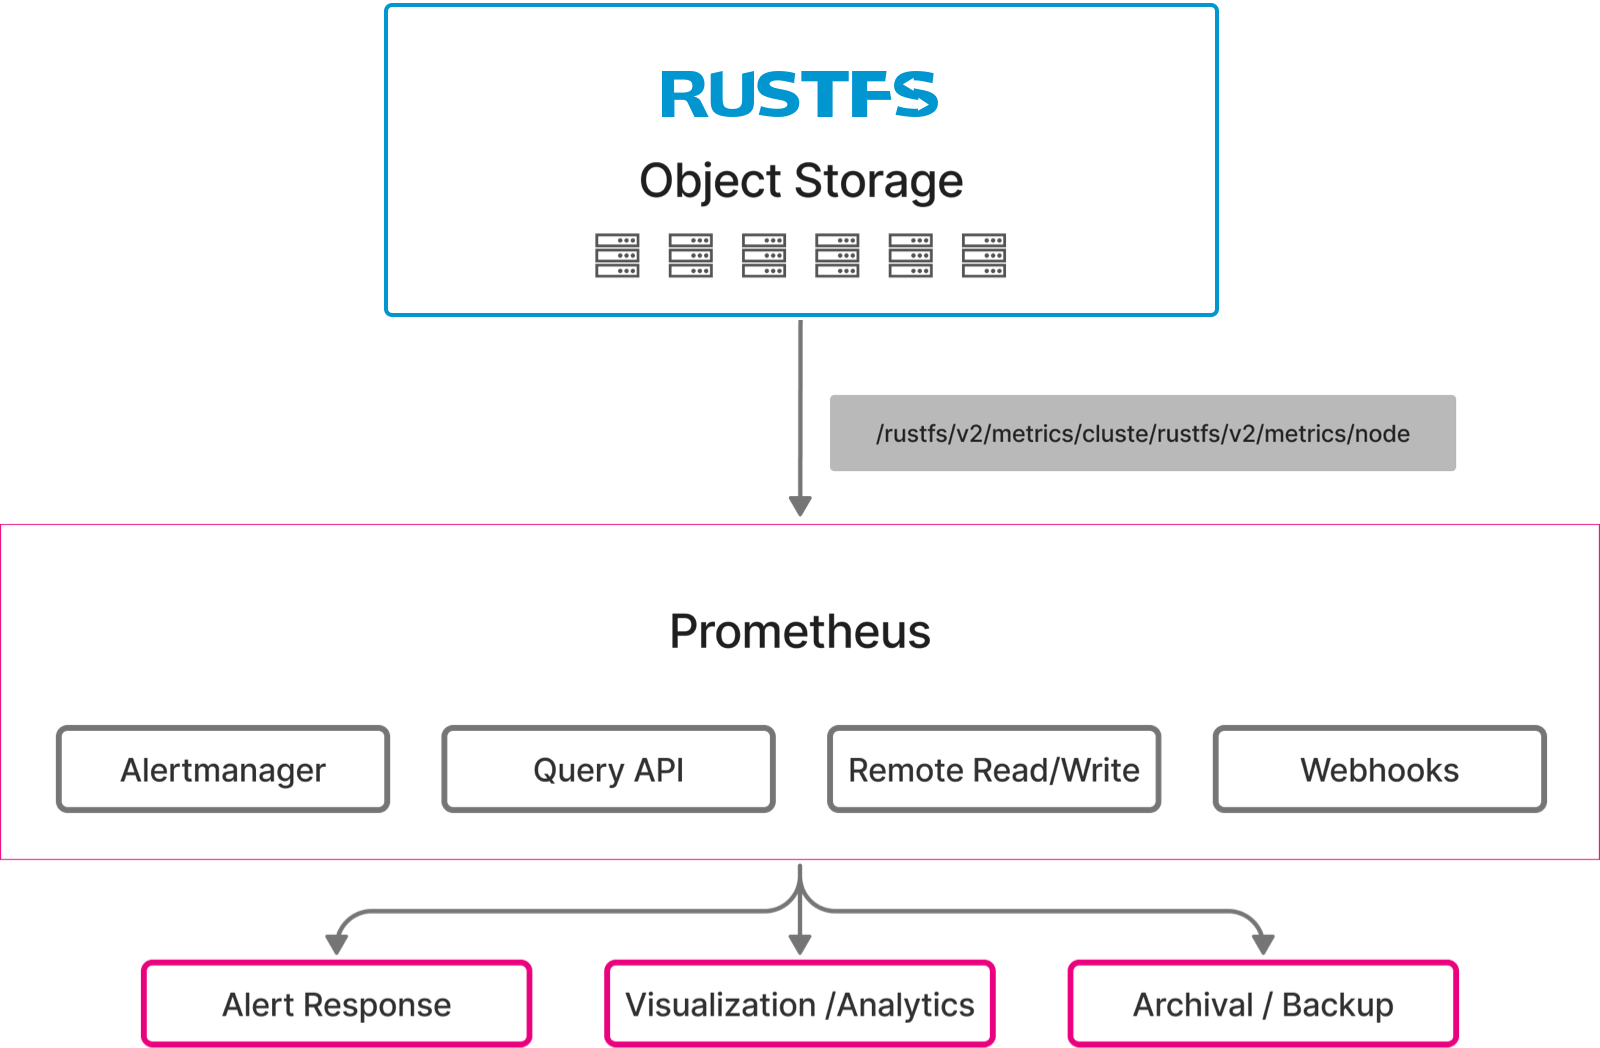 RUSTFS
Object Storage
/rustfs/v2/metrics/cluste/rustfs/v2/metrics/node
Prometheus
Alertmanager
Query API
Remote Read/Write
Webhooks
Alert Response
Visualization /Analytics
Archival / Backup